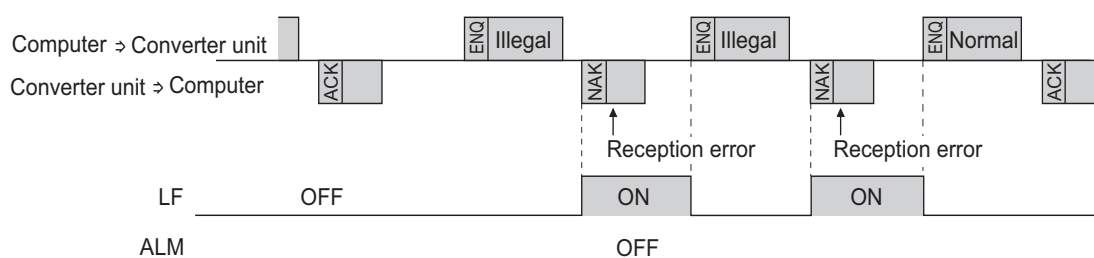 Computer ⇒ Converter unit
ENQ Illegal
ENQ Illegal
ENQ Normal
Converter unit ⇒ Computer
ACK
NAK
NAK
ACK
Reception error
Reception error
LF
OFF
ON
ON
ALM
OFF